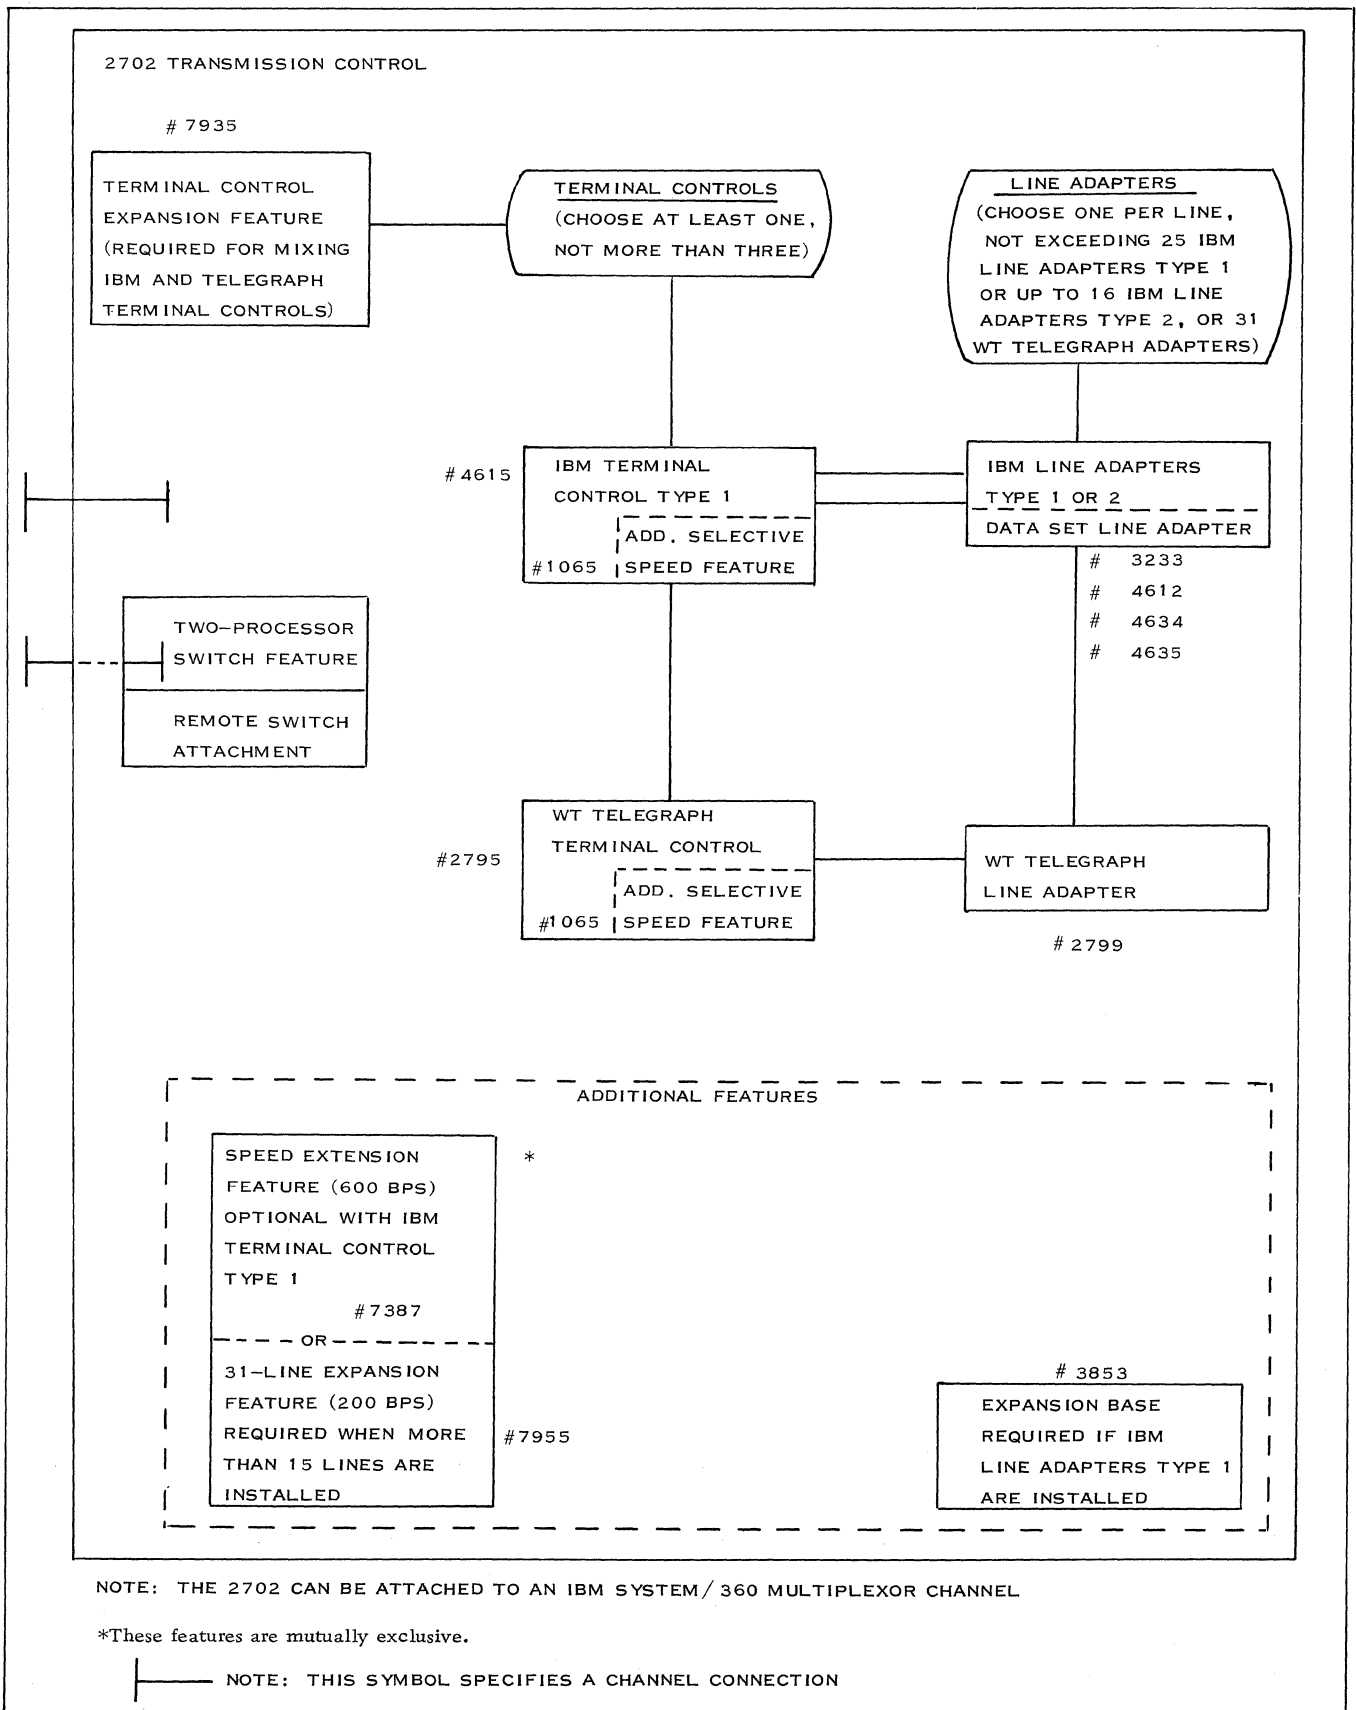 2702 TRANSMISSION CONTROL
# 7935
TERMINAL CONTROL
EXPANSION FEATURE
(REQUIRED FOR MIXING
IBM AND TELEGRAPH
TERMINAL CONTROLS)
TERMINAL CONTROLS
(CHOOSE AT LEAST ONE,
NOT MORE THAN THREE)
LINE ADAPTERS
(CHOOSE ONE PER LINE,
NOT EXCEEDING 25 IBM
LINE ADAPTERS TYPE 1
OR UP TO 16 IBM LINE
ADAPTERS TYPE 2, OR 31
WT TELEGRAPH ADAPTERS)
#4615
IBM TERMINAL
CONTROL TYPE 1
ADD. SELECTIVE
#1065 SPEED FEATURE
IBM LINE ADAPTERS
TYPE 1 OR 2
DATA SET LINE ADAPTER
# 3233
# 4612
# 4634
# 4635
TWO-PROCESSOR
SWITCH FEATURE
REMOTE SWITCH
ATTACHMENT
#2795
WT TELEGRAPH
TERMINAL CONTROL
ADD. SELECTIVE
#1065 SPEED FEATURE
WT TELEGRAPH
LINE ADAPTER
# 2799
ADDITIONAL FEATURES
SPEED EXTENSION *
FEATURE (600 BPS)
OPTIONAL WITH IBM
TERMINAL CONTROL
TYPE 1
#7387
OR
31-LINE EXPANSION
FEATURE (200 BPS)
REQUIRED WHEN MORE
THAN 15 LINES ARE
INSTALLED
#7955
# 3853
EXPANSION BASE
REQUIRED IF IBM
LINE ADAPTERS TYPE 1
ARE INSTALLED
NOTE: THE 2702 CAN BE ATTACHED TO AN IBM SYSTEM/360 MULTIPLEXOR CHANNEL
*These features are mutually exclusive.
NOTE: THIS SYMBOL SPECIFIES A CHANNEL CONNECTION